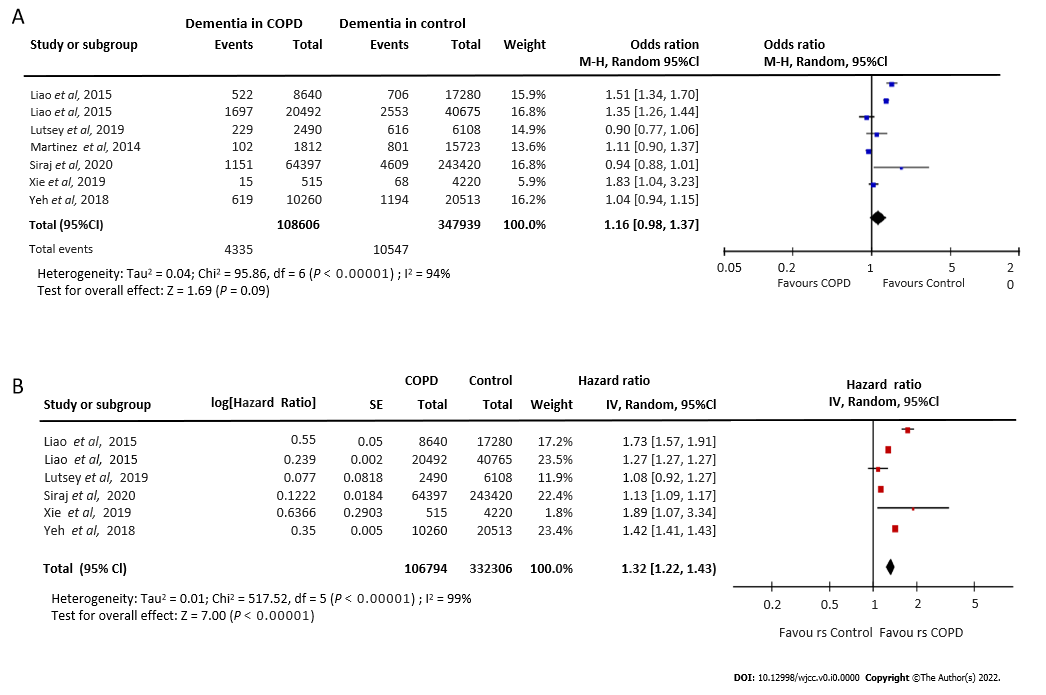 A
Dementia in COPD Dementia in control
Study or subgroup Events Total Events Total Weight Odds ration Odds ratio
M-H, Random 95%Cl M-H, Random, 95%Cl
Liao et al, 2015 522 8640 706 17280 15.9% 1.51 [1.34, 1.70]
Liao et al, 2015 1697 20492 2553 40675 16.8% 1.35 [1.26, 1.44]
Lutsey et al, 2019 229 2490 616 6108 14.9% 0.90 [0.77, 1.06]
Martinez et al, 2014 102 1812 801 15723 13.6% 1.11 [0.90, 1.37]
Siraj et al, 2020 1151 64397 4609 243420 16.8% 0.94 [0.88, 1.01]
Xie et al, 2019 15 515 68 4220 5.9% 1.83 [1.04, 3.23]
Yeh et al, 2018 619 10260 1194 20513 16.2% 1.04 [0.94, 1.15]
Total (95%CI) 108606 347939 100.0% 1.16 [0.98, 1.37]
Total events 4335 10547
Heterogeneity: Tau² = 0.04; Chi² = 95.86, df = 6 (P < 0.00001) ; I² = 94%
Test for overall effect: Z = 1.69 (P = 0.09)
0.05 0.2 1 5 2
0
Favours COPD Favours Control
B
COPD Control Hazard ratio Hazard ratio
Study or subgroup log[Hazard Ratio] SE Total Total Weight IV, Random, 95%Cl IV, Random, 95%Cl
Liao et al, 2015 0.55 0.05 8640 17280 17.2% 1.73 [1.57, 1.91]
Liao et al, 2015 0.239 0.002 20492 40765 23.5% 1.27 [1.27, 1.27]
Lutsey et al, 2019 0.077 0.0818 2490 6108 11.9% 1.08 [0.92, 1.27]
Siraj et al, 2020 0.1222 0.0184 64397 243420 22.4% 1.13 [1.09, 1.17]
Xie et al, 2019 0.6366 0.2903 515 4220 1.8% 1.89 [1.07, 3.34]
Yeh et al, 2018 0.35 0.005 10260 20513 23.4% 1.42 [1.41, 1.43]
Total (95% Cl) 106794 332306 100.0% 1.32 [1.22, 1.43)
Heterogeneity: Tau² = 0.01; Chi² = 517.52, df = 5 (P < 0.00001) ; I² = 99%
Test for overall effect: Z = 7.00 (P < 0.00001)
0.2 0.5 1 2 5
Favou rs Control Favou rs COPD
DOI: 10.12998/wjcc.v0.i0.0000 Copyright ©The Author(s) 2022.